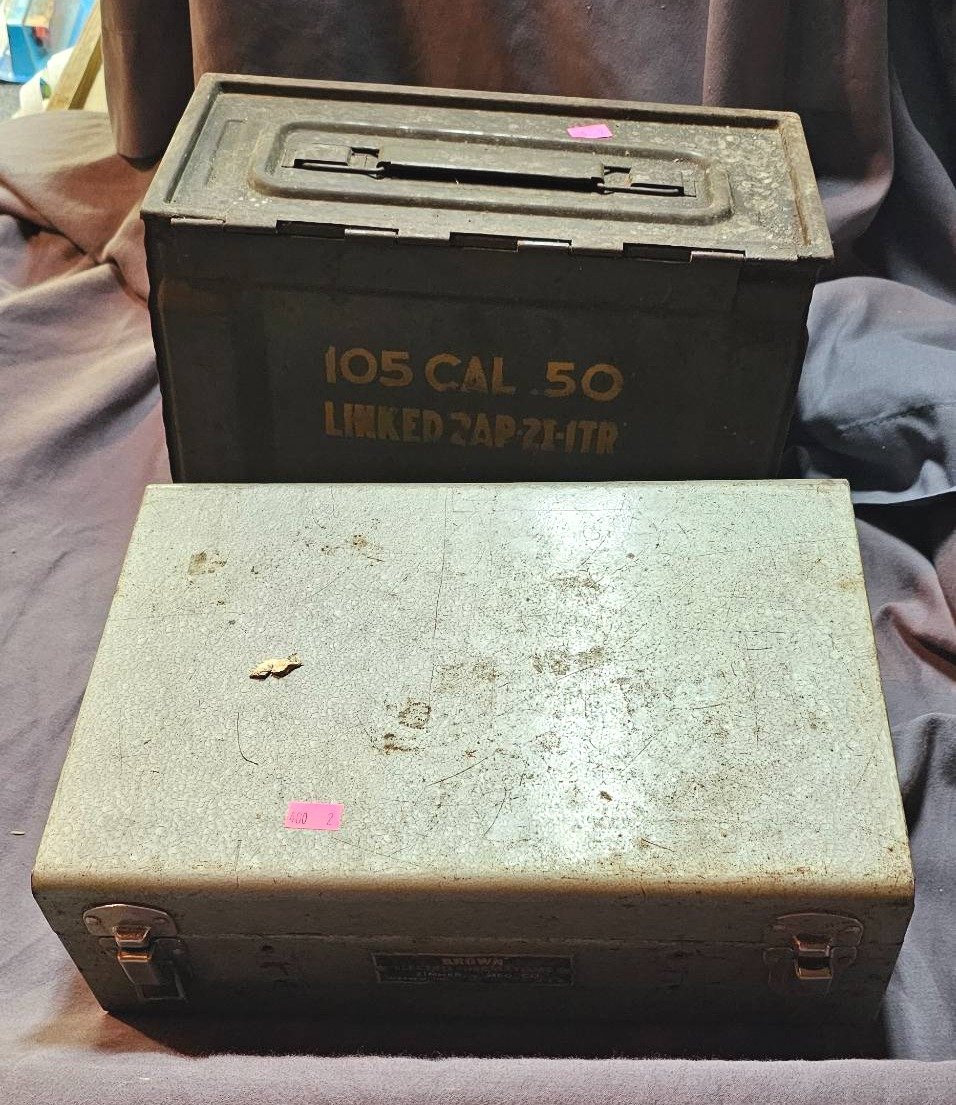 105 CAL .50
LINKED 2AP-2I-1TR
400 2
BROWN